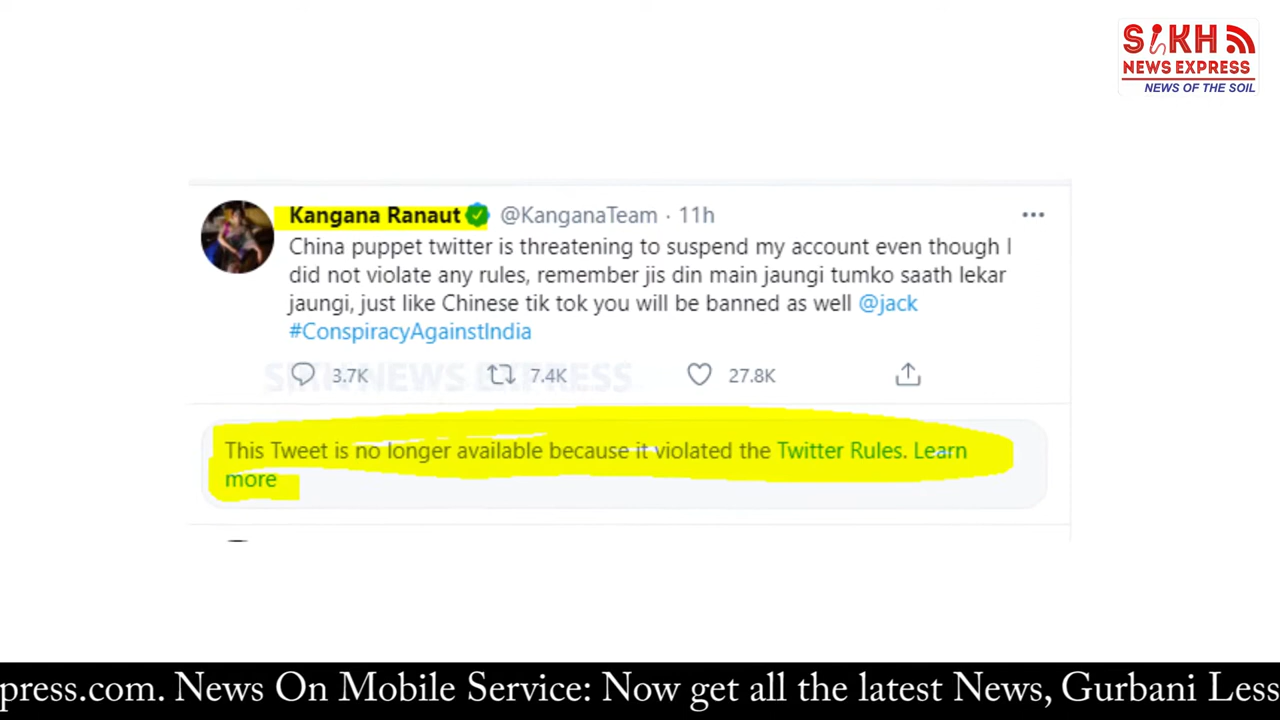 SiKH
NEWS EXPRESS
NEWS OF THE SOIL
Kangana Ranaut @KanganaTeam · 11h
China puppet twitter is threatening to suspend my account even though I
did not violate any rules, remember jis din main jaungi tumko saath lekar
jaungi, just like Chinese tik tok you will be banned as well @jack
#ConspiracyAgainstIndia
SIKH NEWS EXPRESS
3.7K 7.4K 27.8K
This Tweet is no longer available because it violated the Twitter Rules. Learn
more
press.com. News On Mobile Service: Now get all the latest News, Gurbani Less